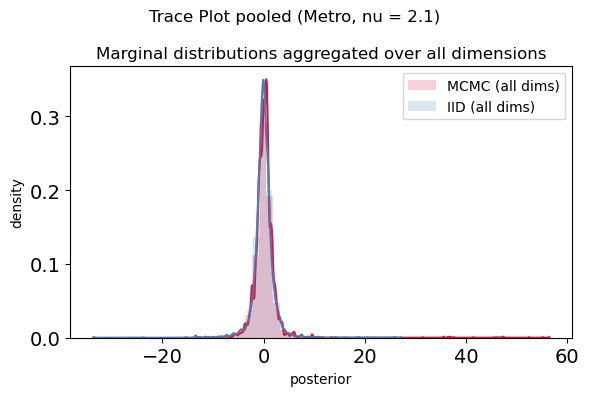 Trace Plot pooled (Metro, nu = 2.1)
Marginal distributions aggregated over all dimensions
MCMC (all dims)
IID (all dims)
density
0.3
0.2
0.1
0.0
−20
0
20
40
60
posterior